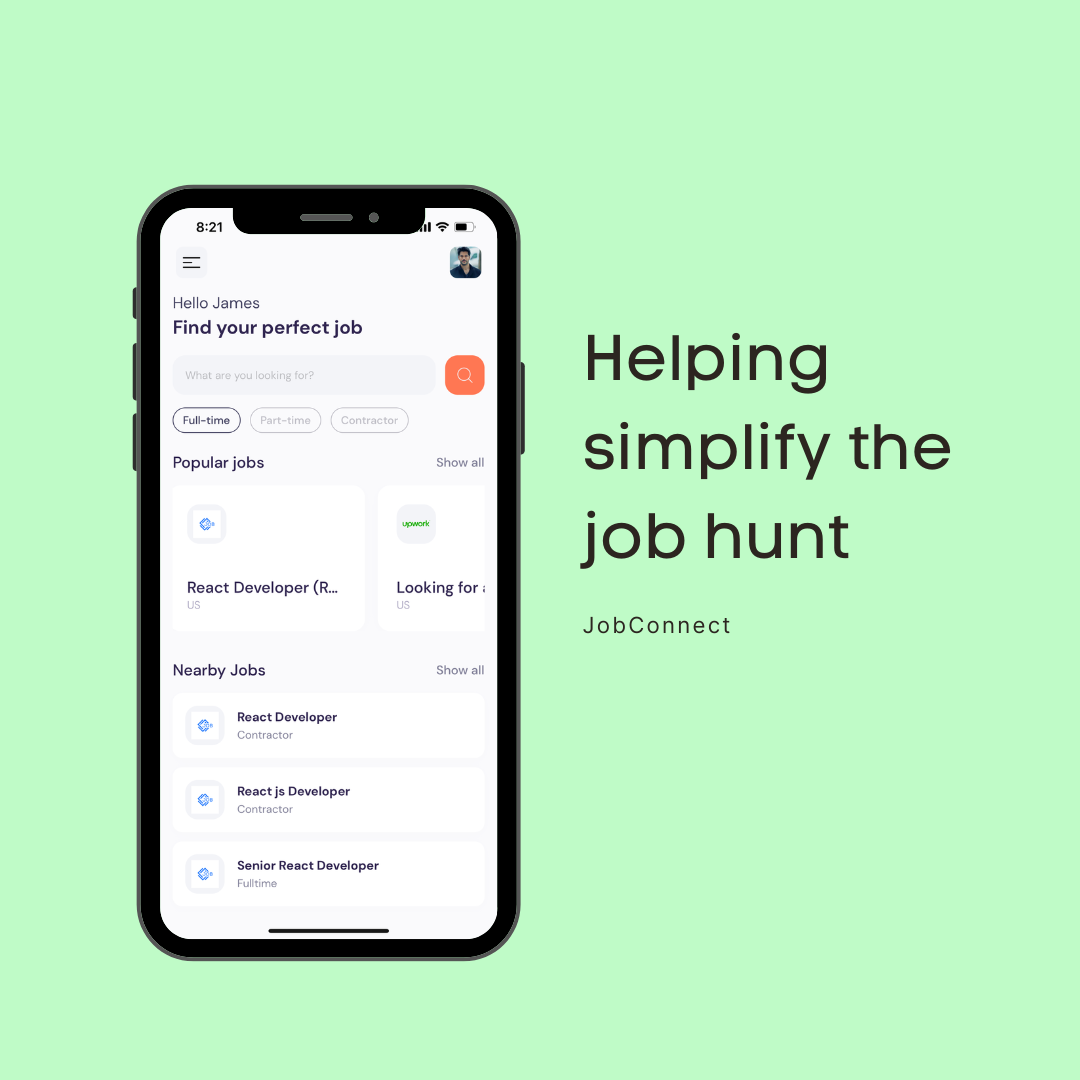 8:21
Hello James
Find your perfect job
What are you looking for?
Full-time Part-time Contractor
Popular jobs Show all
upwork
React Developer (R... Looking for
US US
Nearby Jobs Show all
React Developer
Contractor
React js Developer
Contractor
Senior React Developer
Fulltime
Helping
simplify the
job hunt
JobConnect